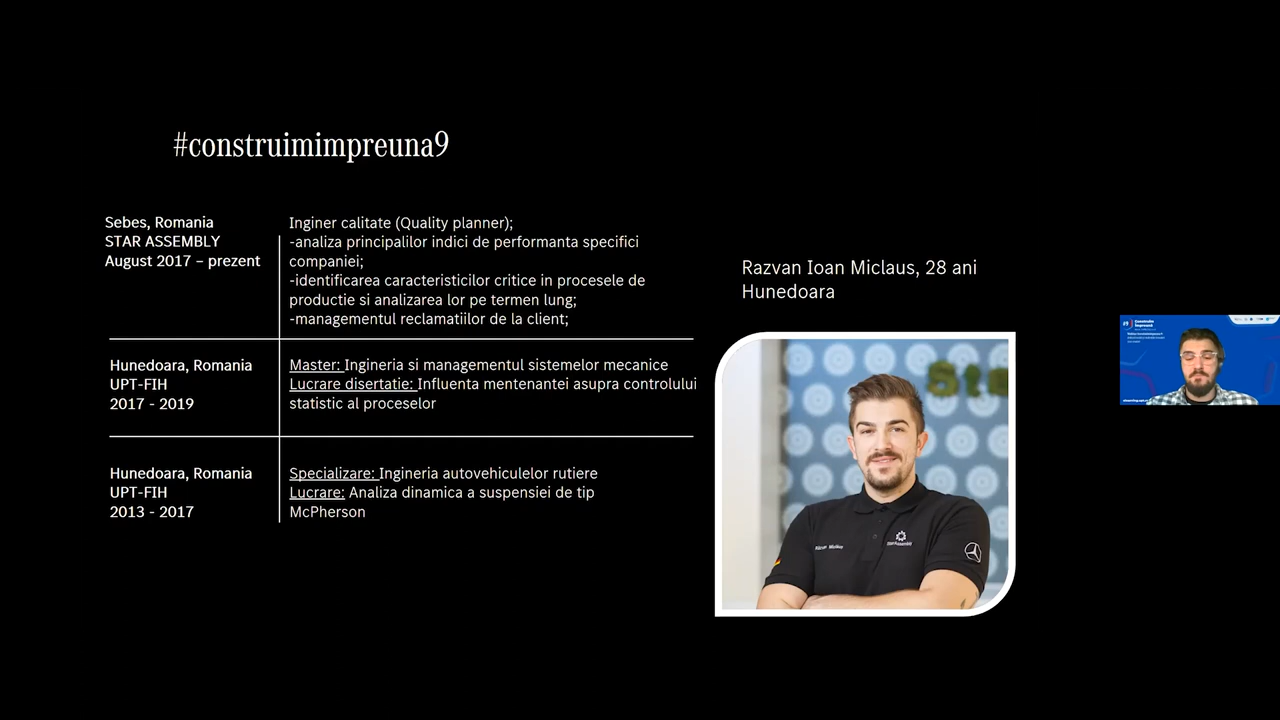 #construimimpreuna9
Sebes, Romania
STAR ASSEMBLY
August 2017 – prezent
Inginer calitate (Quality planner);
-analiza principalilor indici de performanta specifici
companiei;
-identificarea caracteristicilor critice in procesele de
productie si analizarea lor pe termen lung;
-managementul reclamatiilor de la client;
Hunedoara, Romania
UPT-FIH
2017 - 2019
Master: Ingineria si managementul sistemelor mecanice
Lucrare disertatie: Influenta mentenantei asupra controlului
statistic al proceselor
Hunedoara, Romania
UPT-FIH
2013 - 2017
Specializare: Ingineria autovehiculelor rutiere
Lucrare: Analiza dinamica a suspensiei de tip
McPherson
Razvan Ioan Miclaus, 28 ani
Hunedoara
Construim
Împreună